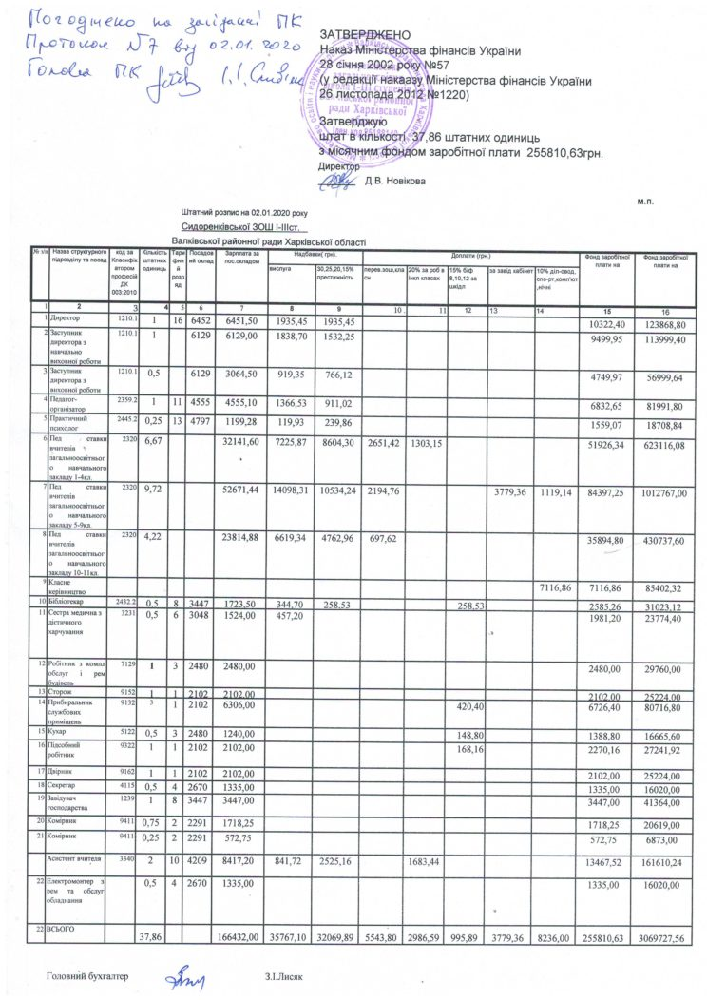 Погоджено на засіданні ПК
Протокол №7 від 02.01.2020
Голова ПК
ЗАТВЕРДЖЕНО
Наказ Міністерства фінансів України
28 січня 2002 року №57
(у редакції наказзу Міністерства фінансів України
26 листопада 2012 №1220)
Затверджую
штат в кількості 37,86 штатних одиниць
з місячним фондом заробітної плати 255810,63грн.
Директор
Д.В. Новікова
м.п.
Штатний розпис на 02.01.2020 року
Сидоренківської ЗОШ І-ІІІст.
Валківської районної ради Харківської області
№ з/п Назва структурного підрозділу та посад код за Класифікатором професій ДК 003:2010 Кількість штатних одиниць Тарифний розряд Посадовий оклад Зарплата за пос.окладом Надбавки( грн). Доплати (грн.) Фонд заробітної плати на Фонд заробітної плати на
вислуга 30,25,20,15% престижність перев.зош,кла сн 20% за роб в інкл класах 15% б/ф 8,10,12 за шкідл за завід кабінет 10% діл-овод, спо-рт,комп'ют ,нічні
1 2 3 4 5 6 7 8 9 10 11 12 13 14 15 16
1 Директор 1210.1 1 16 6452 6451,50 1935,45 1935,45 10322,40 123868,80
2 Заступник директора з навчально виховної роботи 1210.1 1 6129 6129,00 1838,70 1532,25 9499,95 113999,40
3 Заступник директора з виховної роботи 1210.1 0,5 6129 3064,50 919,35 766,12 4749,97 56999,64
4 Педагог-організатор 2359.2 1 11 4555 4555,10 1366,53 911,02 6832,65 81991,80
5 Практичний психолог 2445.2 0,25 13 4797 1199,28 119,93 239,86 1559,07 18708,84
6 Пед ставки вчителів загальноосвітнього навчального закладу 1-4кл. 2320 6,67 32141,60 7225,87 8604,30 2651,42 1303,15 51926,34 623116,08
7 Пед ставки вчителів загальноосвітнього навчального закладу 5-9кл. 2320 9,72 52671,44 14098,31 10534,24 2194,76 3779,36 1119,14 84397,25 1012767,00
8 Пед ставки вчителів загальноосвітнього навчального закладу 10-11кл. 2320 4,22 23814,88 6619,34 4762,96 697,62 35894,80 430737,60
9 Класне керівництво 7116,86 7116,86 85402,32
10 Бібліотекар 2432.2 0,5 8 3447 1723,50 344,70 258,53 258,53 2585,26 31023,12
11 Сестра медична з дієтичного харчування 3231 0,5 6 3048 1524,00 457,20 1981,20 23774,40
12 Робітник з компл обслуг і рем будівель 7129 1 3 2480 2480,00 2480,00 29760,00
13 Сторож 9152 1 1 2102 2102,00 2102,00 25224,00
14 Прибиральник службових приміщень 9132 3 1 2102 6306,00 420,40 6726,40 80716,80
15 Кухар 5122 0,5 3 2480 1240,00 148,80 1388,80 16665,60
16 Підсобний робітник 9322 1 1 2102 2102,00 168,16 2270,16 27241,92
17 Двірник 9162 1 1 2102 2102,00 2102,00 25224,00
18 Секретар 4115 0,5 4 2670 1335,00 1335,00 16020,00
19 Завідувач господарства 1239 1 8 3447 3447,00 3447,00 41364,00
20 Комірник 9411 0,75 2 2291 1718,25 1718,25 20619,00
21 Комірник 9411 0,25 2 2291 572,75 572,75 6873,00
Асистент вчителя 3340 2 10 4209 8417,20 841,72 2525,16 1683,44 13467,52 161610,24
22 Електромонтер з рем та обслуг обладнання 0,5 4 2670 1335,00 1335,00 16020,00
22 ВСЬОГО 37,86 166432,00 35767,10 32069,89 5543,80 2986,59 995,89 3779,36 8236,00 255810,63 3069727,56
Головний бухгалтер З.І.Лисяк